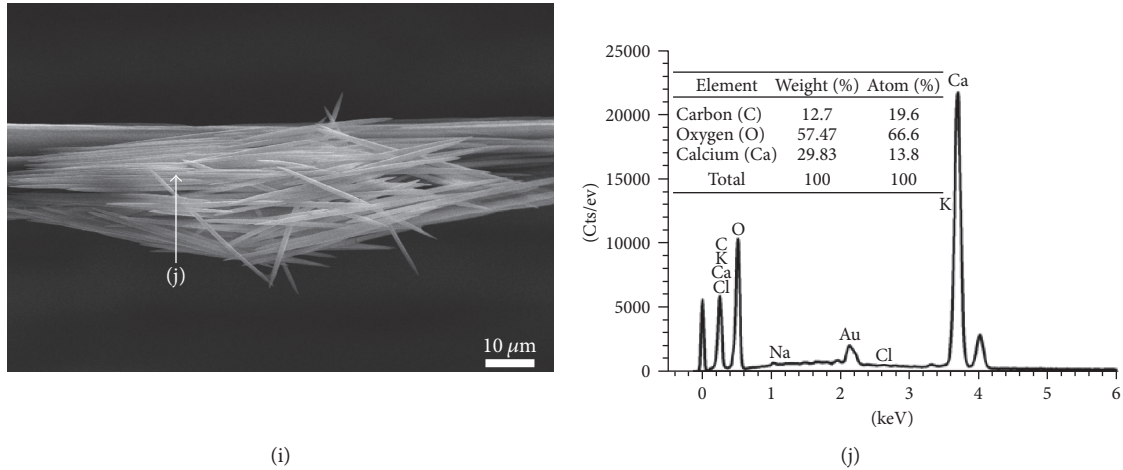 (j)
10 μm
(i)
25000
20000
15000
10000
5000
0
(Cts/ev)
Element Weight (%) Atom (%)
Carbon (C) 12.7 19.6
Oxygen (O) 57.47 66.6
Calcium (Ca) 29.83 13.8
Total 100 100
Ca
K
O
C
K
Ca
Cl
Na
Au
Cl
0 1 2 3 4 5 6
(keV)
(j)